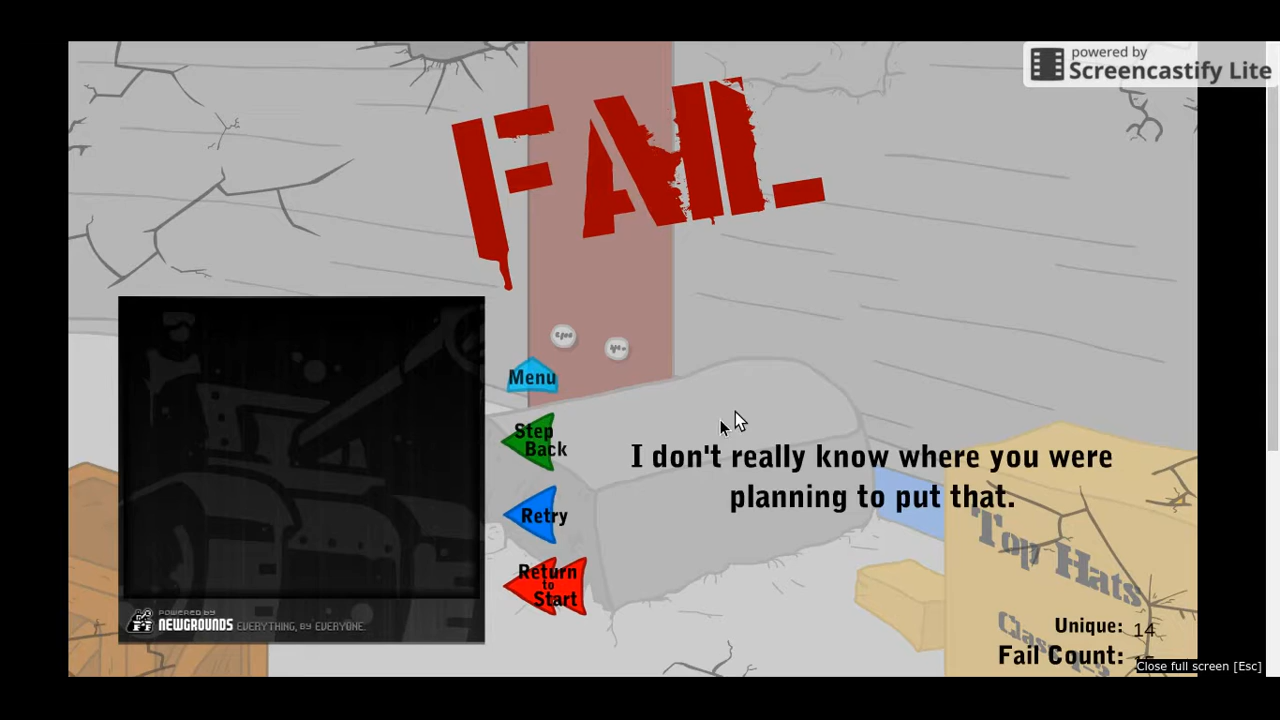 powered by
Screencastify Lite
FAIL
Menu
Step
Back
I don't really know where you were
planning to put that.
Retry
Return
to
Start
Top Hats
POWERED BY
NEWGROUNDS EVERYTHING, BY EVERYONE.
Unique: 14
Fail Count:
Close full screen [Esc]